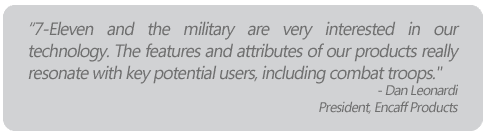 “7-Eleven and the military are very interested in our
technology. The features and attributes of our products really
resonate with key potential users, including combat troops."
- Dan Leonardi
President, Encaff Products